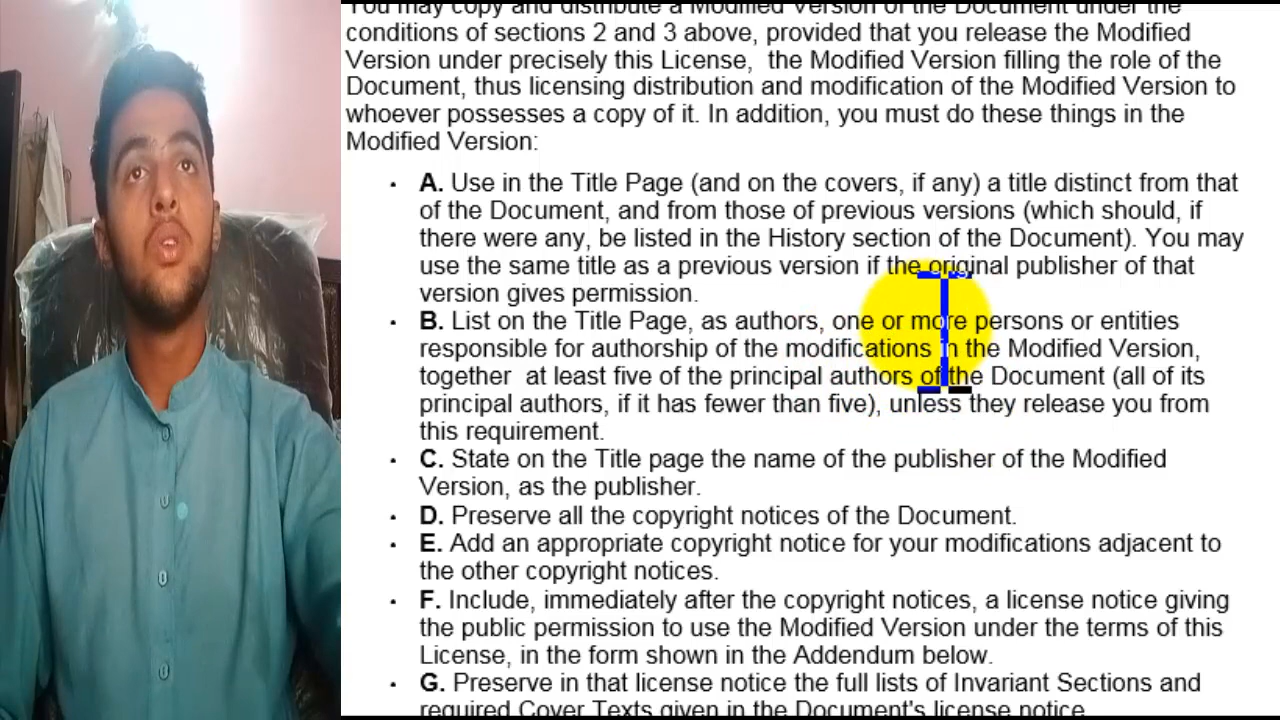 You may copy and distribute a Modified Version of the Document under the
conditions of sections 2 and 3 above, provided that you release the Modified
Version under precisely this License,  the Modified Version filling the role of the
Document, thus licensing distribution and modification of the Modified Version to
whoever possesses a copy of it. In addition, you must do these things in the
Modified Version:
· A. Use in the Title Page (and on the covers, if any) a title distinct from that
of the Document, and from those of previous versions (which should, if
there were any, be listed in the History section of the Document). You may
use the same title as a previous version if the original publisher of that
version gives permission.
· B. List on the Title Page, as authors, one or more persons or entities
responsible for authorship of the modifications in the Modified Version,
together  at least five of the principal authors of the Document (all of its
principal authors, if it has fewer than five), unless they release you from
this requirement.
· C. State on the Title page the name of the publisher of the Modified
Version, as the publisher.
· D. Preserve all the copyright notices of the Document.
· E. Add an appropriate copyright notice for your modifications adjacent to
the other copyright notices.
· F. Include, immediately after the copyright notices, a license notice giving
the public permission to use the Modified Version under the terms of this
License, in the form shown in the Addendum below.
· G. Preserve in that license notice the full lists of Invariant Sections and
required Cover Texts given in the Document's license notice